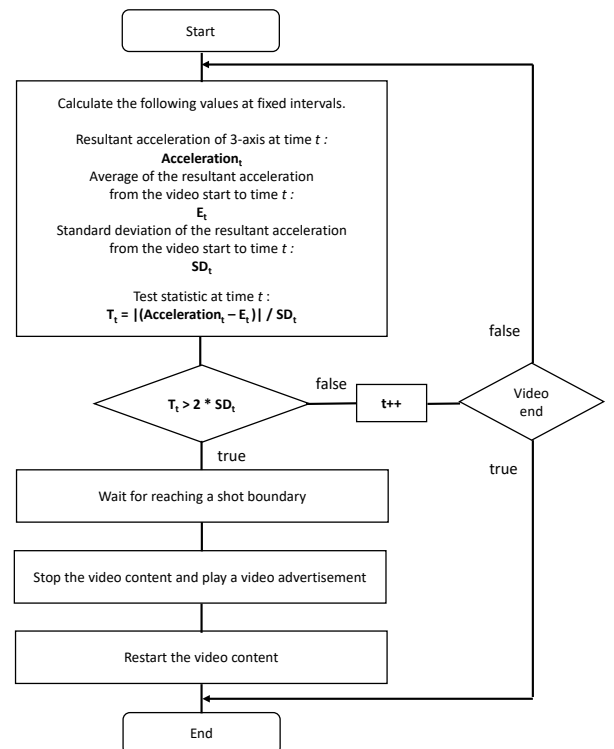 Start
Calculate the following values at fixed intervals.
Resultant acceleration of 3-axis at time t :
Accelerationₜ
Average of the resultant acceleration
from the video start to time t :
Eₜ
Standard deviation of the resultant acceleration
from the video start to time t :
SDₜ
Test statistic at time t :
Tₜ = |(Accelerationₜ – Eₜ)| / SDₜ
false
Tₜ > 2 * SDₜ
false
t++
Video
end
true
true
Wait for reaching a shot boundary
Stop the video content and play a video advertisement
Restart the video content
End